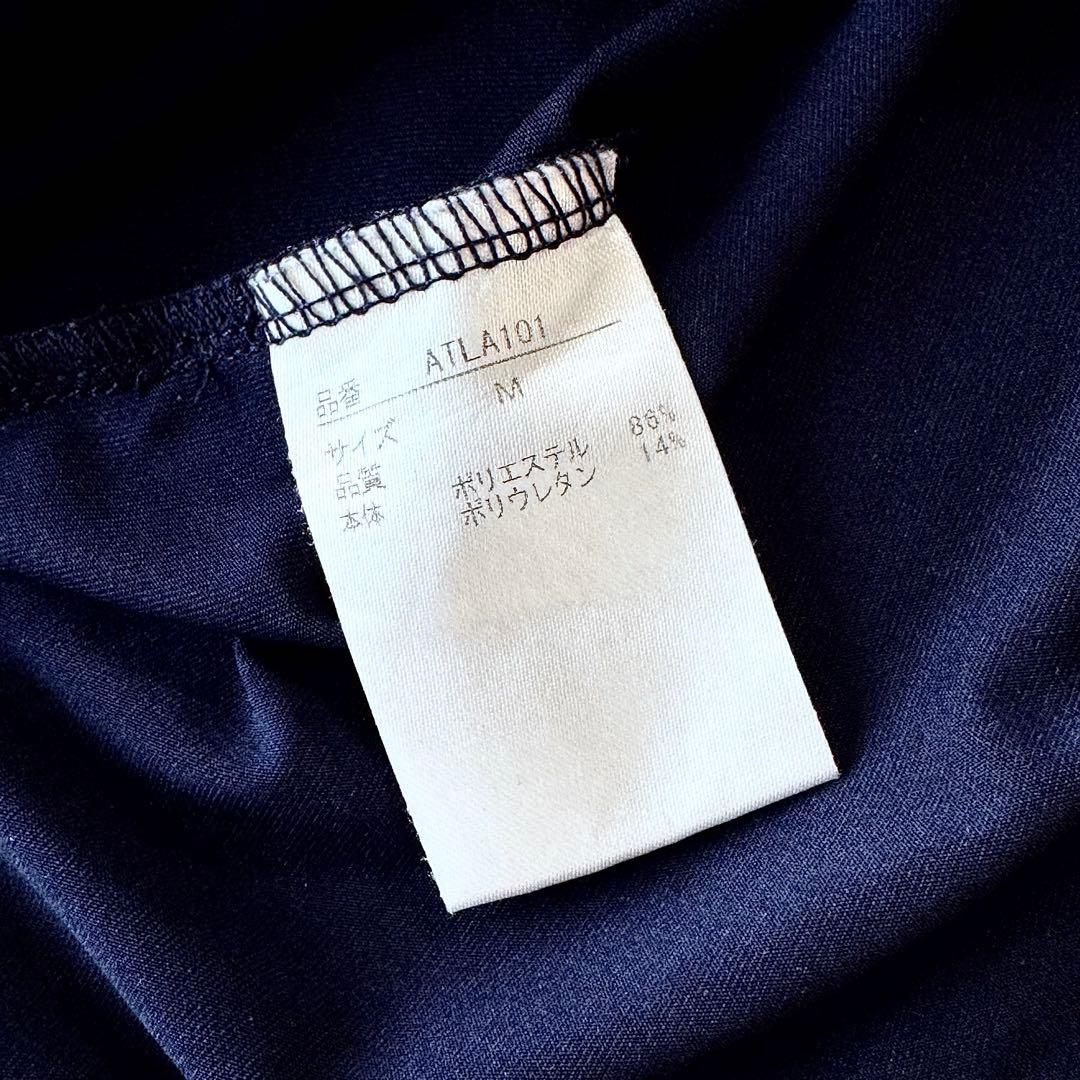 品番 ATLA101
サイズ M
品質 ポリエステル 86%
本体 ポリウレタン 14%